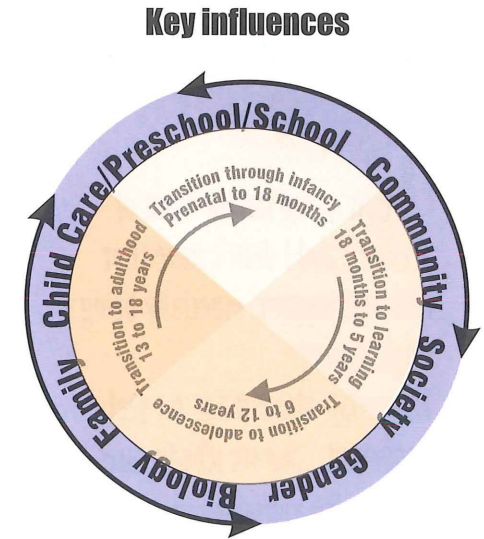 Key influences
Child Care/Preschool/School
Community
Society
Gender
Biology
Family
Transition through infancy
Prenatal to 18 months
Transition to learning
18 months to 5 years
Transition to adolescence
6 to 12 years
Transition to adulthood
13 to 18 years